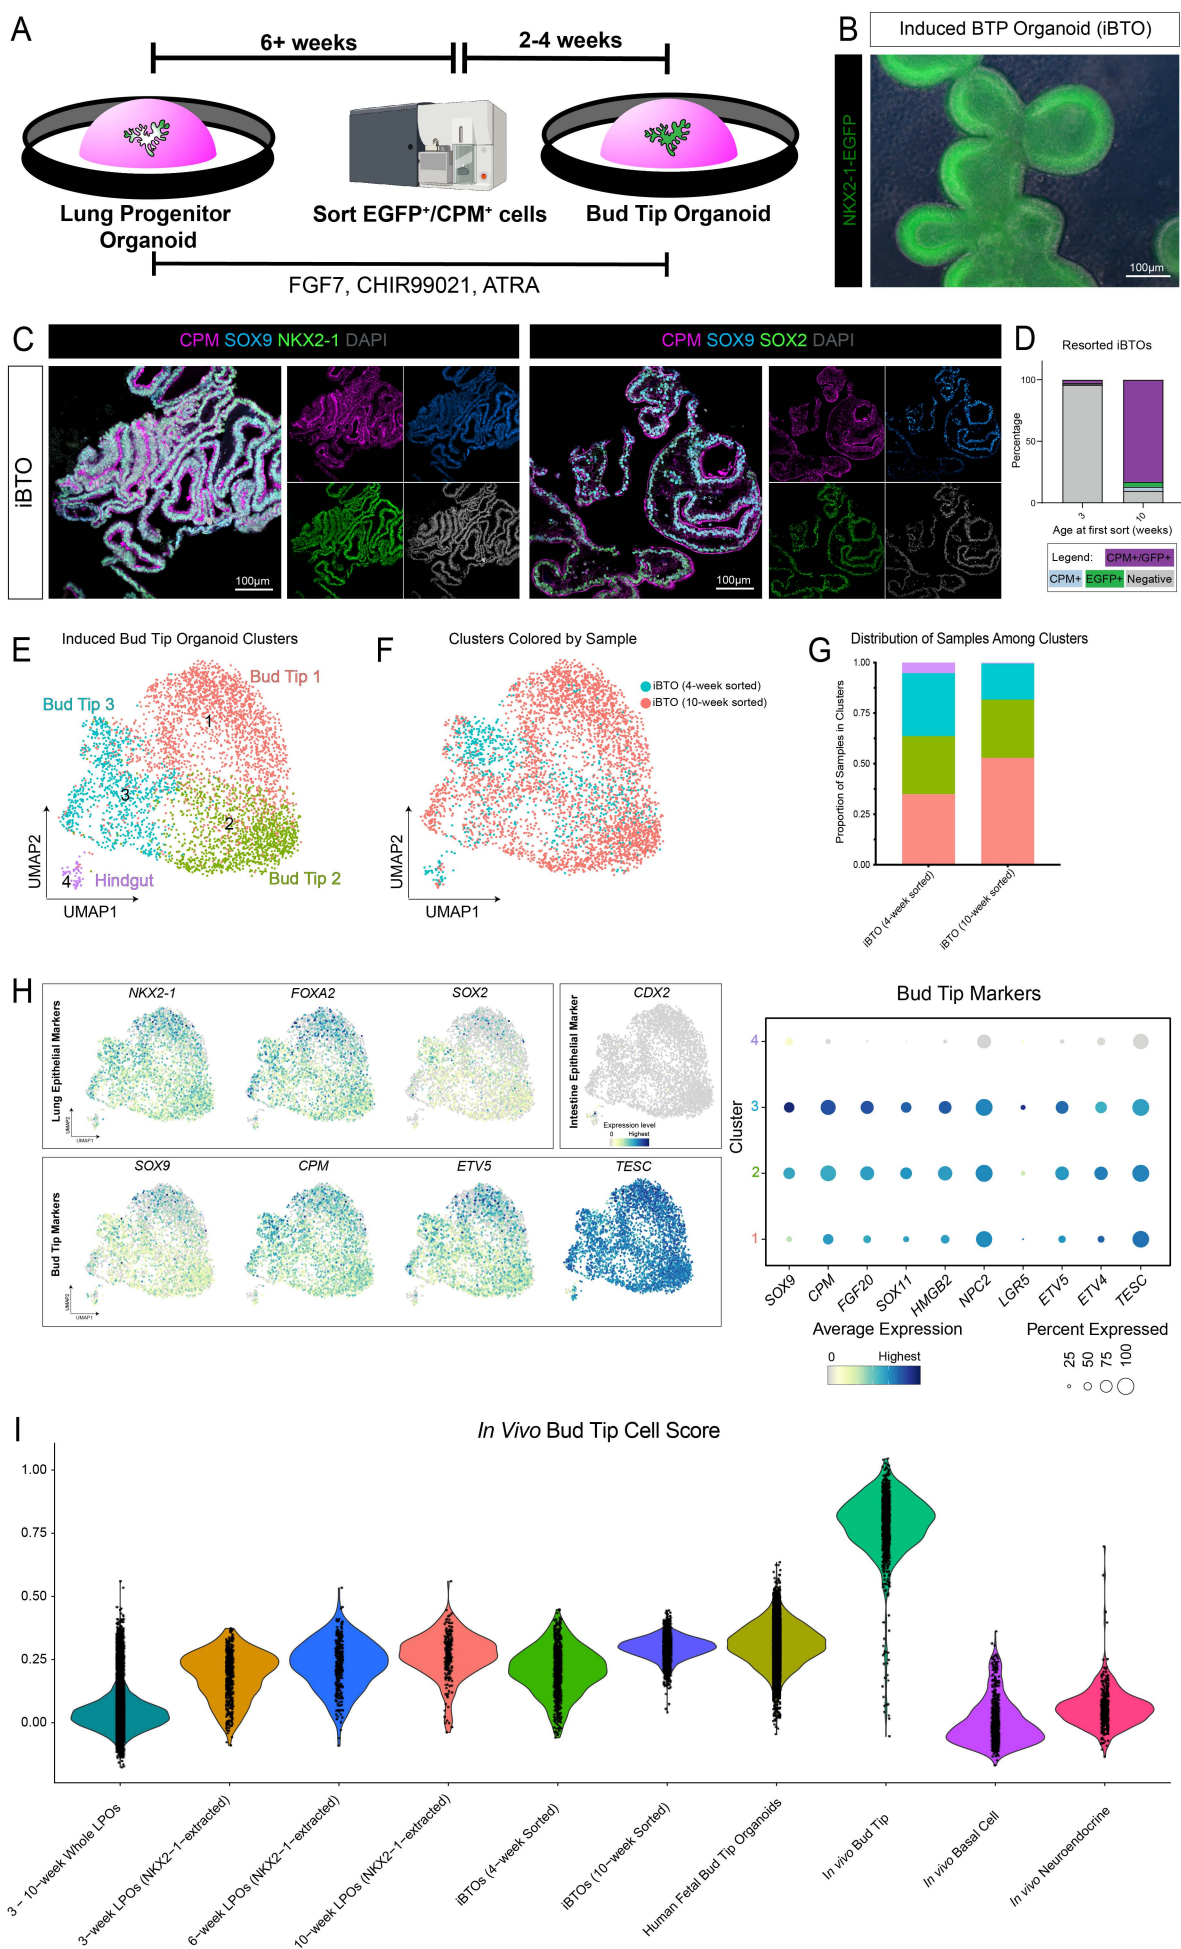 A
6+ weeks
2-4 weeks
Lung Progenitor
Organoid
Sort EGFP⁺/CPM⁺ cells
Bud Tip Organoid
FGF7, CHIR99021, ATRA
B
Induced BTP Organoid (iBTO)
NKX2-1-EGFP
100µm
C
CPM SOX9 NKX2-1 DAPI
CPM SOX9 SOX2 DAPI
iBTO
100µm
100µm
D
Resorted iBTOs
Percentage
100
50
0
3
10
Age at first sort (weeks)
Legend: CPM+/GFP+
CPM+ EGFP+ Negative
E
Induced Bud Tip Organoid Clusters
Bud Tip 1
Bud Tip 3
1
3
2
4
Hindgut
Bud Tip 2
UMAP2
UMAP1
F
Clusters Colored by Sample
iBTO (4-week sorted)
iBTO (10-week sorted)
UMAP2
UMAP1
G
Distribution of Samples Among Clusters
Proportion of Samples in Clusters
1.00
0.75
0.50
0.25
0.00
iBTO (4-week sorted)
iBTO (10-week sorted)
H
Lung Epithelial Markers
NKX2-1
FOXA2
SOX2
UMAP2
UMAP1
Intestine Epithelial Marker
CDX2
Expression level
0 Highest
Bud Tip Markers
SOX9
CPM
ETV5
TESC
UMAP2
UMAP1
Bud Tip Markers
Cluster
4
3
2
1
SOX9
CPM
FGF20
SOX11
HMGB2
NPC2
LGR5
ETV5
ETV4
TESC
Average Expression
0 Highest
Percent Expressed
25
50
75
100
I
In Vivo Bud Tip Cell Score
1.00
0.75
0.50
0.25
0.00
3 – 10-week Whole LPOs
3-week LPOs (NKX2-1-extracted)
6-week LPOs (NKX2-1-extracted)
10-week LPOs (NKX2-1-extracted)
iBTOs (4-week Sorted)
iBTOs (10-week Sorted)
Human Fetal Bud Tip Organoids
In vivo Bud Tip
In vivo Basal Cell
In vivo Neuroendocrine